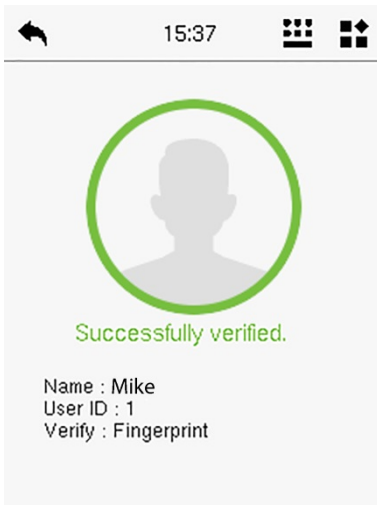 15:37
Successfully verified.
Name : Mike
User ID : 1
Verify : Fingerprint